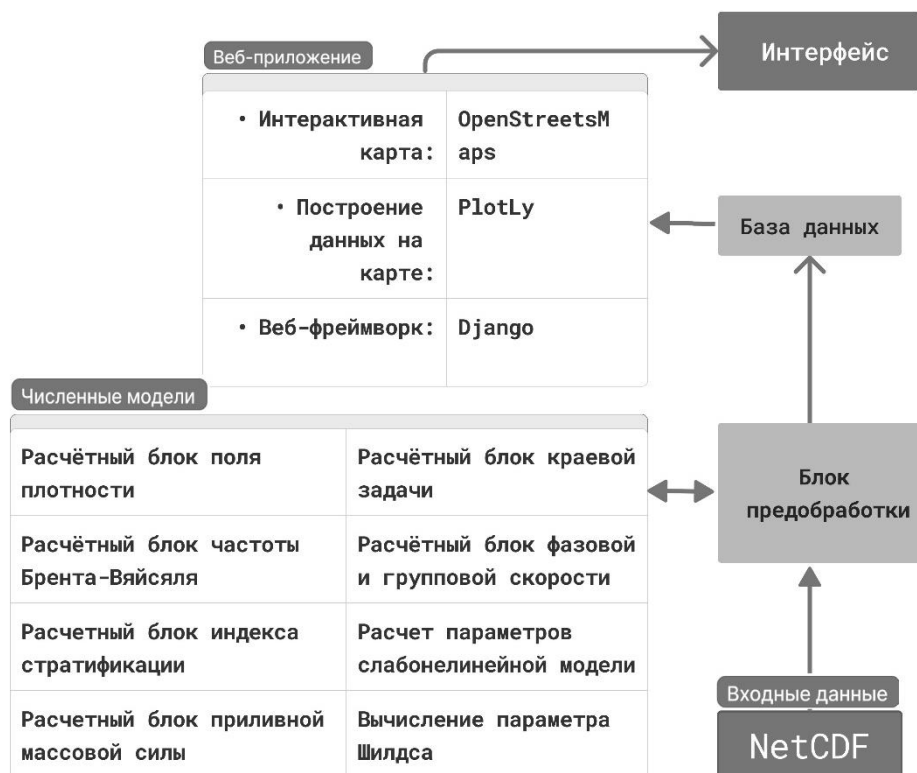 Веб-приложение
Интерфейс
• Интерактивная
карта:
OpenStreetsM
aps
• Построение
данных на
карте:
PlotLy
База данных
• Веб-фреймворк:
Django
Численные модели
Расчётный блок поля
плотности
Расчётный блок краевой
задачи
Блок
предобработки
Расчётный блок частоты
Брента-Вяйсяля
Расчётный блок фазовой
и групповой скорости
Расчетный блок индекса
стратификации
Расчет параметров
слабонелинейной модели
Расчетный блок приливной
массовой силы
Вычисление параметра
Шилдса
Входные данные
NetCDF